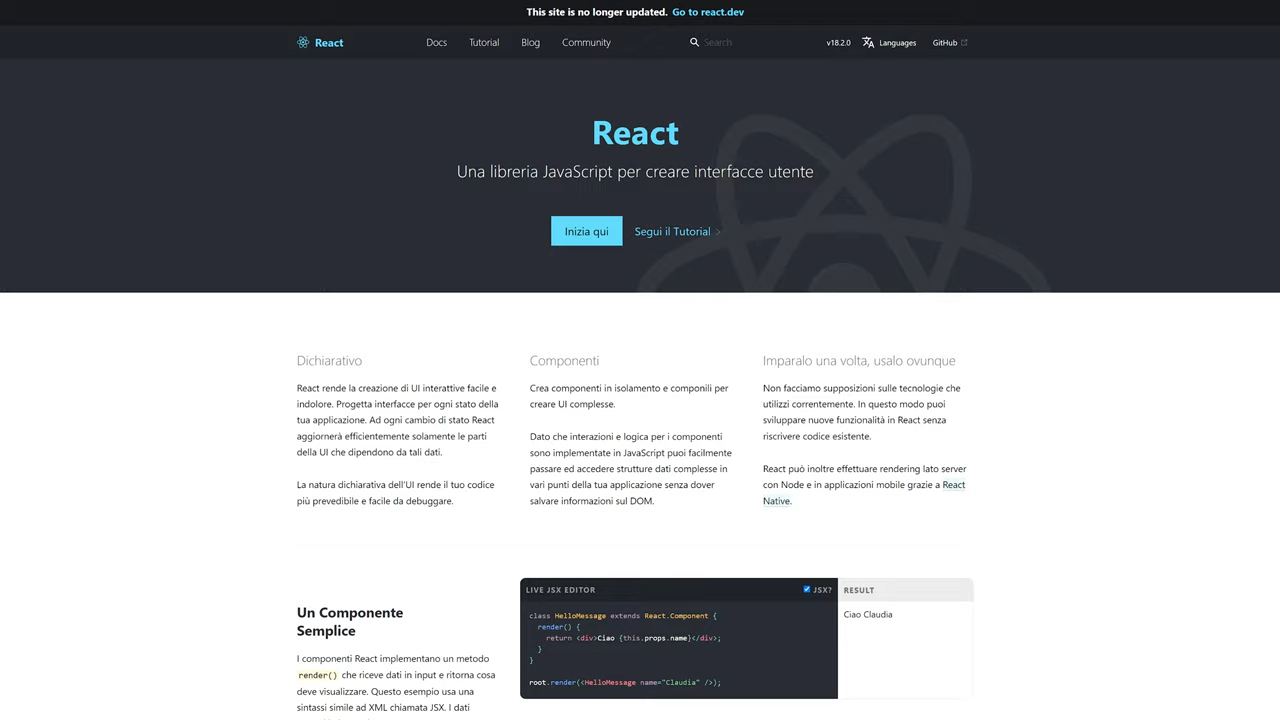 This site is no longer updated. Go to react.dev
React Docs Tutorial Blog Community Search v18.2.0 Languages GitHub
React
Una libreria JavaScript per creare interfacce utente
Inizia qui Segui il Tutorial
Dichiarativo
React rende la creazione di UI interattive facile e
indolore. Progetta interfacce per ogni stato della
tua applicazione. Ad ogni cambio di stato React
aggiornerà efficientemente solamente le parti
della UI che dipendono da tali dati.
La natura dichiarativa dell'UI rende il tuo codice
più prevedibile e facile da debuggare.
Componenti
Crea componenti in isolamento e componili per
creare UI complesse.
Dato che interazioni e logica per i componenti
sono implementate in JavaScript puoi facilmente
passare ed accedere strutture dati complesse in
vari punti della tua applicazione senza dover
salvare informazioni sul DOM.
Imparalo una volta, usalo ovunque
Non facciamo supposizioni sulle tecnologie che
utilizzi correntemente. In questo modo puoi
sviluppare nuove funzionalità in React senza
riscrivere codice esistente.
React può inoltre effettuare rendering lato server
con Node e in applicazioni mobile grazie a React
Native.
Un Componente
Semplice
I componenti React implementano un metodo
render() che riceve dati in input e ritorna cosa
deve visualizzare. Questo esempio usa una
sintassi simile ad XML chiamata JSX. I dati
LIVE JSX EDITOR JSX?
class HelloMessage extends React.Component {
render() {
return <div>Ciao {this.props.name}</div>;
}
}
root.render(<HelloMessage name="Claudia" />);
RESULT
Ciao Claudia